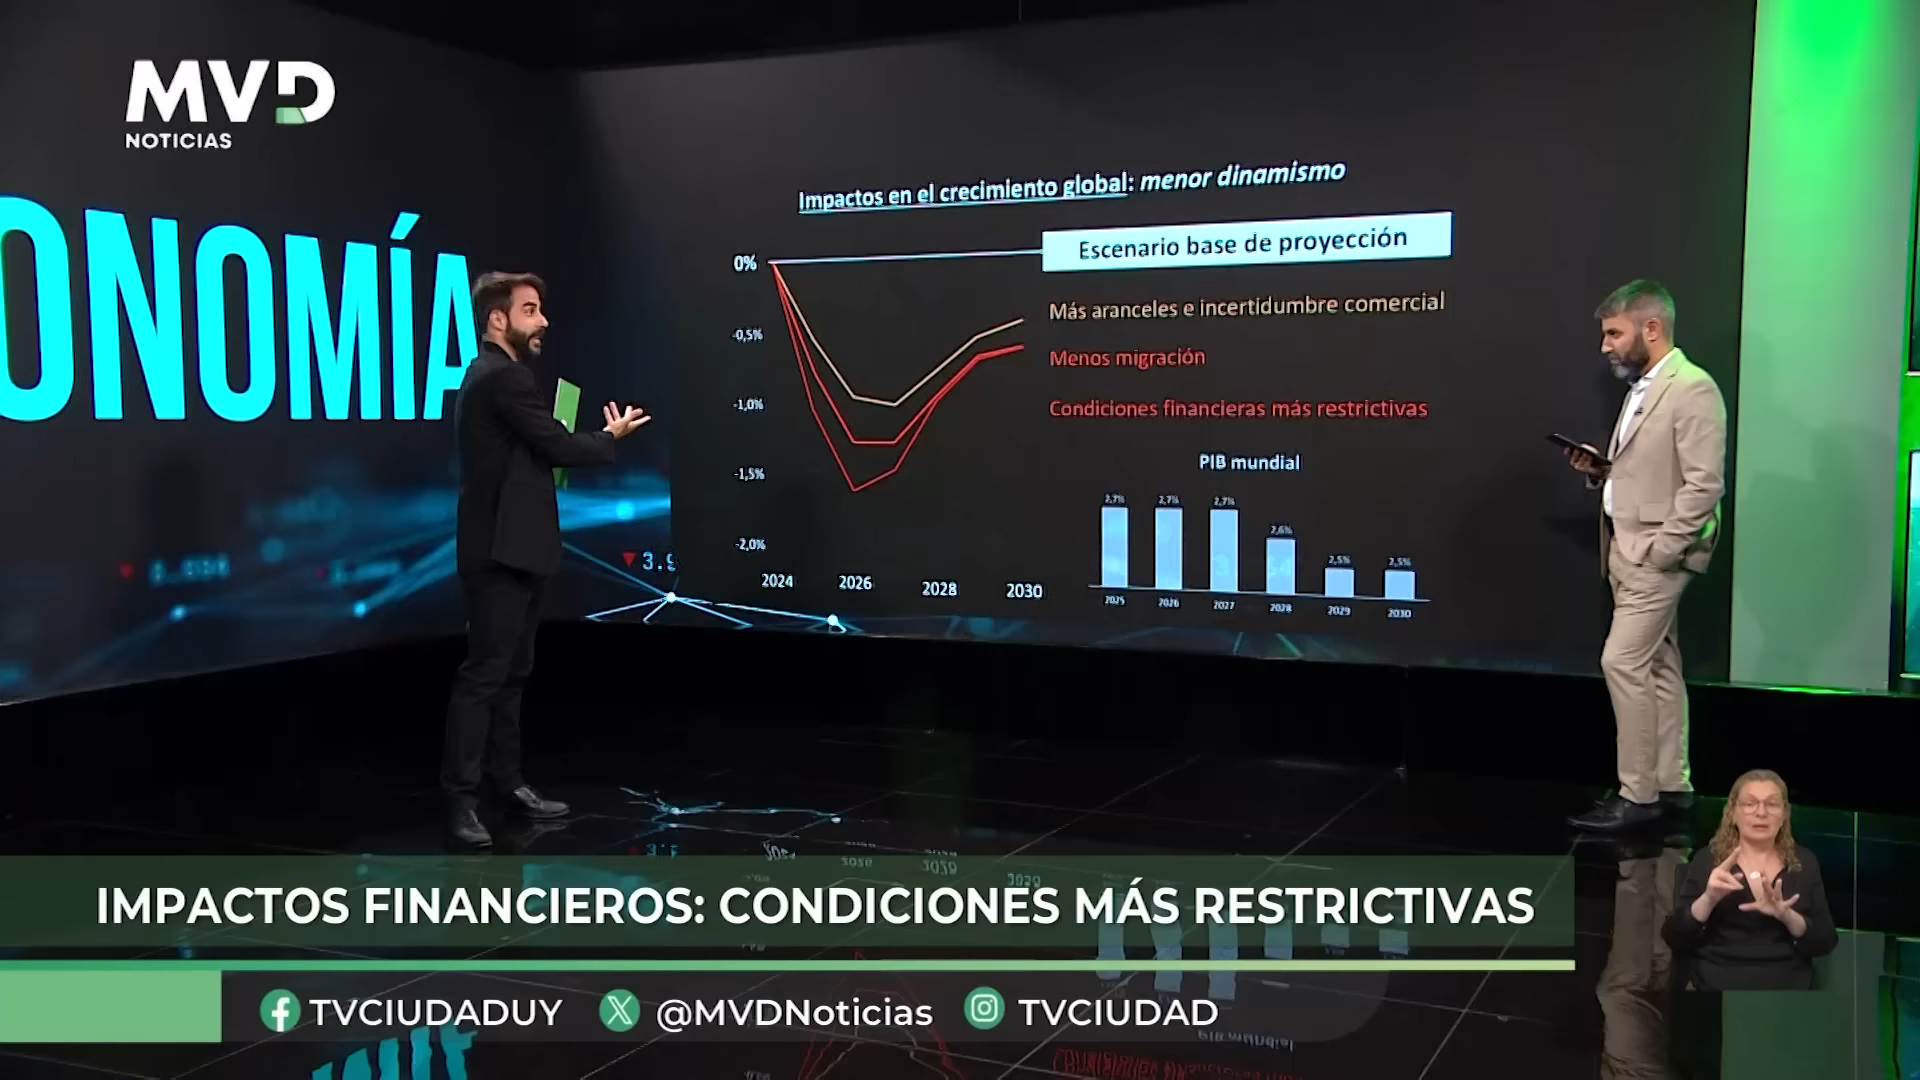 MVD
NOTICIAS
ONOMÍA
Impactos en el crecimiento global: menor dinamismo
Escenario base de proyección
Más aranceles e incertidumbre comercial
Menos migración
Condiciones financieras más restrictivas
0%
-0,5%
-1,0%
-1,5%
-2,0%
2024 2026 2028 2030
PIB mundial
2,7% 2,7% 2,7% 2,6% 2,5% 2,5%
2025 2026 2027 2028 2029 2030
IMPACTOS FINANCIEROS: CONDICIONES MÁS RESTRICTIVAS
TVCIUDADUY @MVDNoticias TVCIUDAD